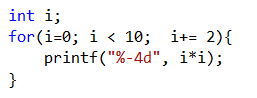 int i;
for(i=0; i < 10;  i+= 2){
    printf("%-4d", i*i);
}